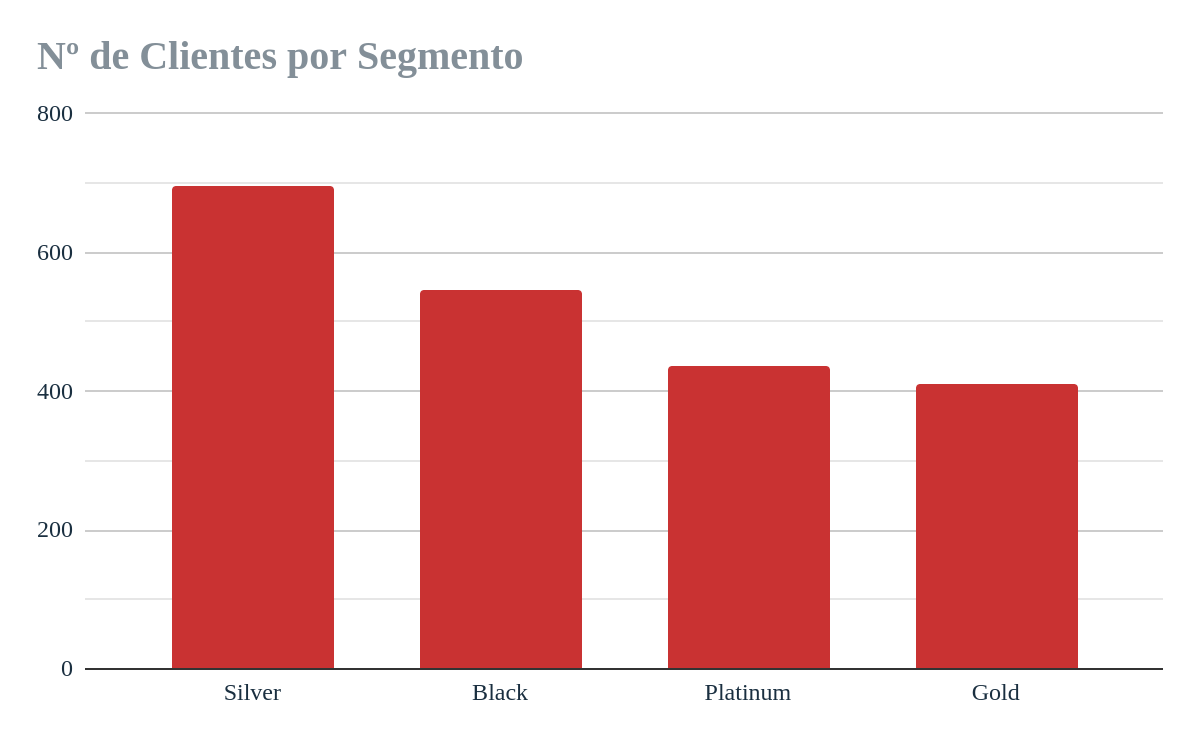 Nº de Clientes por Segmento
800
600
400
200
0
Silver Black Platinum Gold